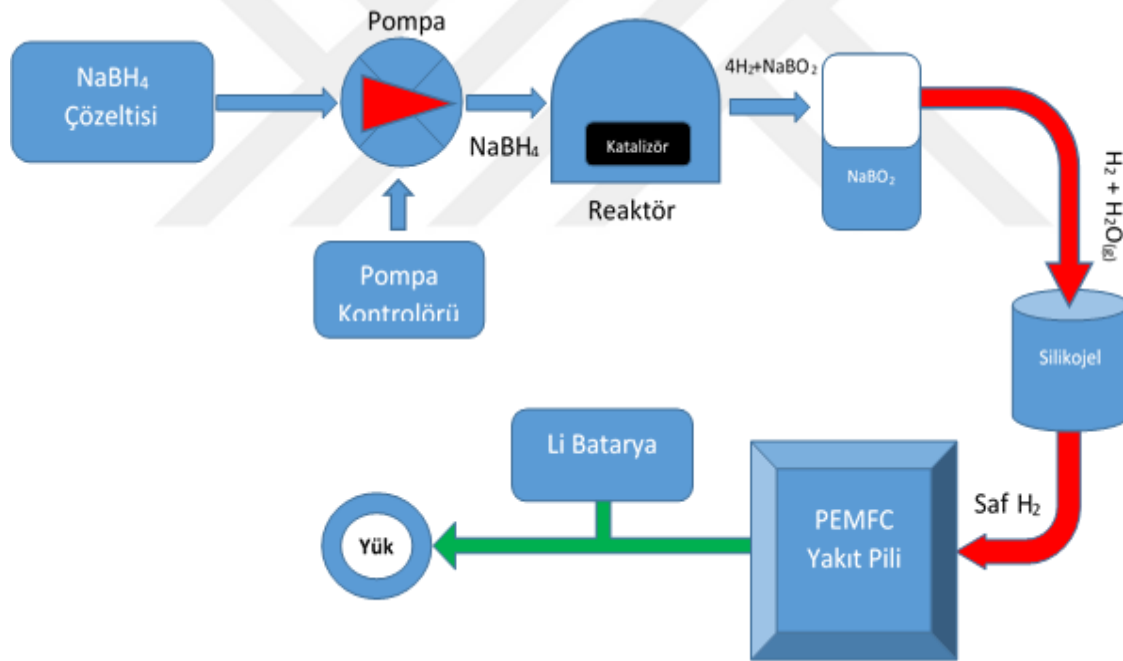 Pompa
NaBH₄
Çözeltisi
NaBH₄
Katalizör
Reaktör
4H₂+NaBO₂
NaBO₂
H₂ + H₂O(g)
Pompa
Kontrolörü
Silikojel
Li Batarya
Saf H₂
PEMFC
Yakıt Pili
Yük